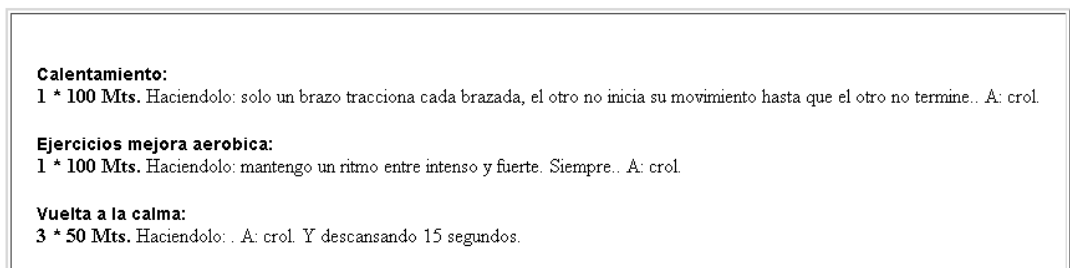 Calentamiento:
1 * 100 Mts. Haciendolo: solo un brazo tracciona cada brazada, el otro no inicia su movimiento hasta que el otro no termine.. A: crol.
Ejercicios mejora aerobica:
1 * 100 Mts. Haciendolo: mantengo un ritmo entre intenso y fuerte. Siempre.. A: crol.
Vuelta a la calma:
3 * 50 Mts. Haciendolo: . A: crol. Y descansando 15 segundos.